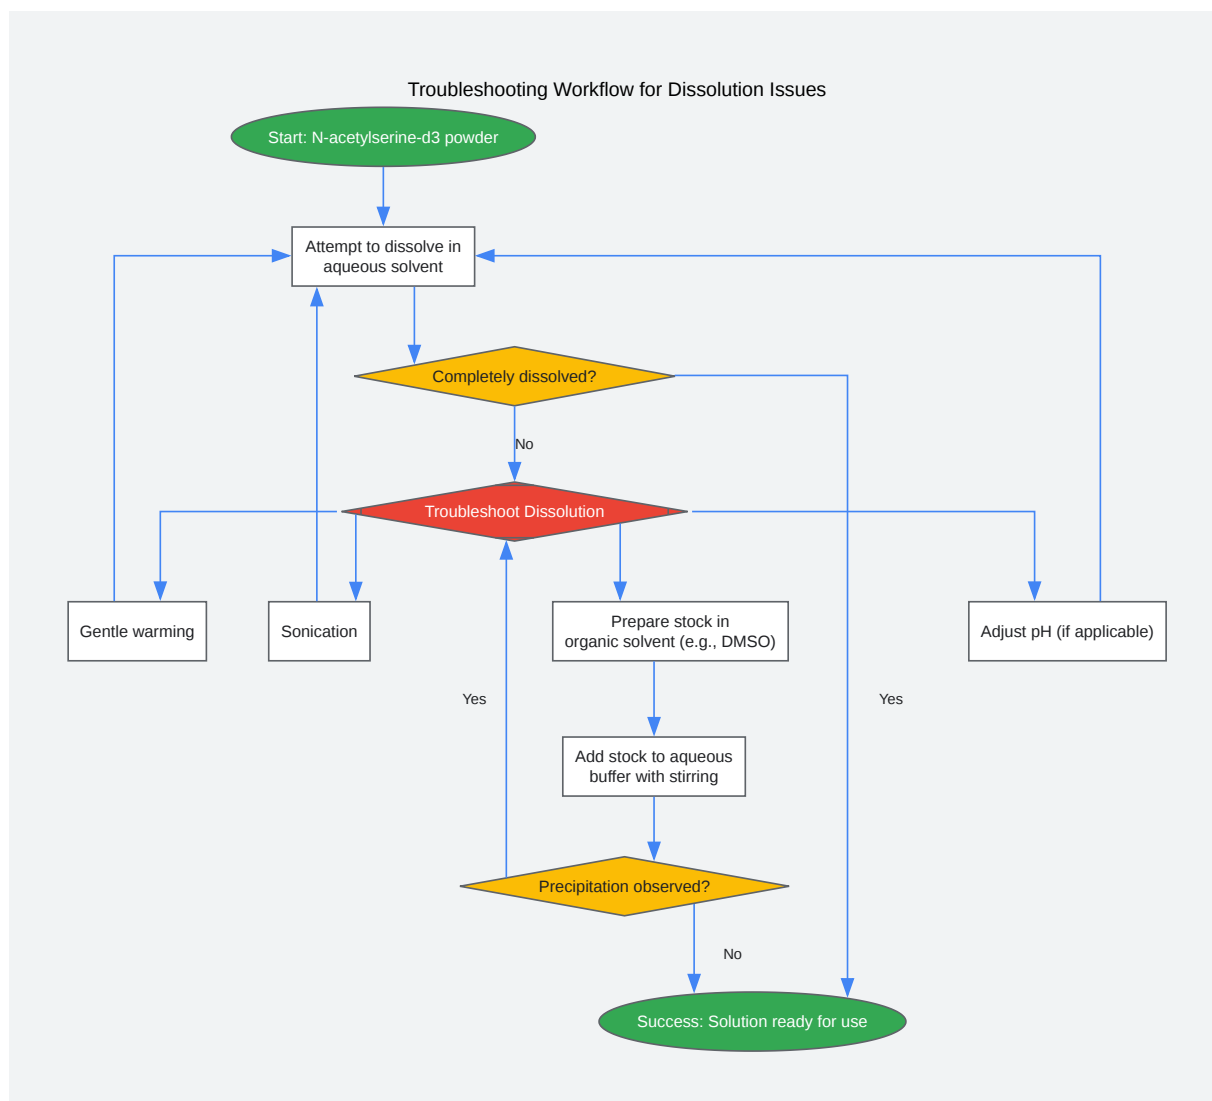 Troubleshooting Workflow for Dissolution Issues
Start: N-acetylserine-d3 powder
Attempt to dissolve in
aqueous solvent
Completely dissolved?
No
Troubleshoot Dissolution
Gentle warming
Sonication
Prepare stock in
organic solvent (e.g., DMSO)
Adjust pH (if applicable)
Yes
Yes
Add stock to aqueous
buffer with stirring
Precipitation observed?
No
Success: Solution ready for use